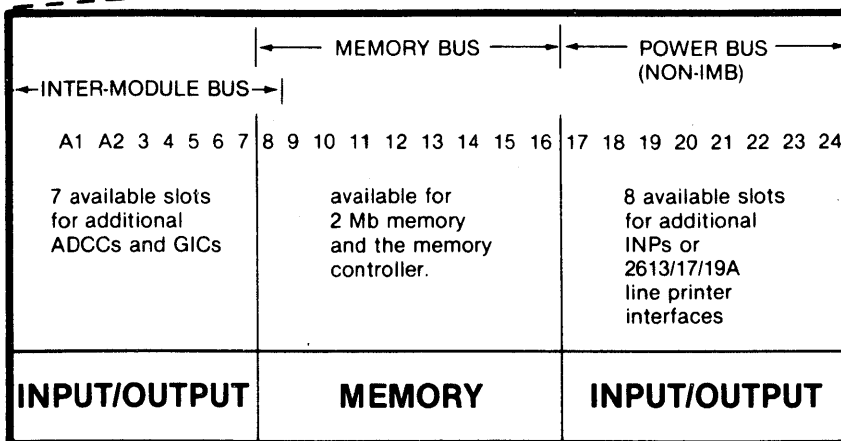 MEMORY BUS
POWER BUS
(NON-IMB)
INTER-MODULE BUS
A1 A2 3 4 5 6 7 8 9 10 11 12 13 14 15 16 17 18 19 20 21 22 23 24
7 available slots
for additional
ADCCs and GICs
available for
2 Mb memory
and the memory
controller.
8 available slots
for additional
INPs or
2613/17/19A
line printer
interfaces
INPUT/OUTPUT
MEMORY
INPUT/OUTPUT